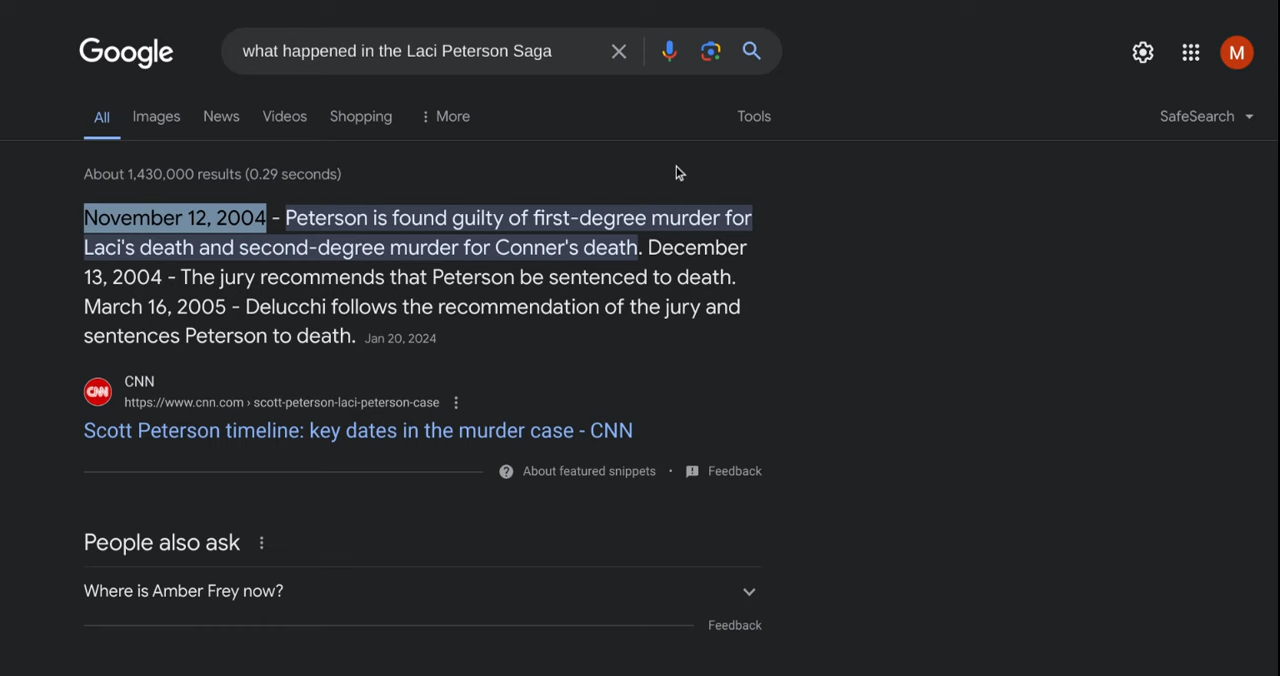 Google
what happened in the Laci Peterson Saga
M
All Images News Videos Shopping More Tools SafeSearch
About 1,430,000 results (0.29 seconds)
November 12, 2004 - Peterson is found guilty of first-degree murder for
Laci's death and second-degree murder for Conner's death. December
13, 2004 - The jury recommends that Peterson be sentenced to death.
March 16, 2005 - Delucchi follows the recommendation of the jury and
sentences Peterson to death. Jan 20, 2024
CNN
CNN
https://www.cnn.com › scott-peterson-laci-peterson-case
Scott Peterson timeline: key dates in the murder case - CNN
About featured snippets • Feedback
People also ask
Where is Amber Frey now?
Feedback